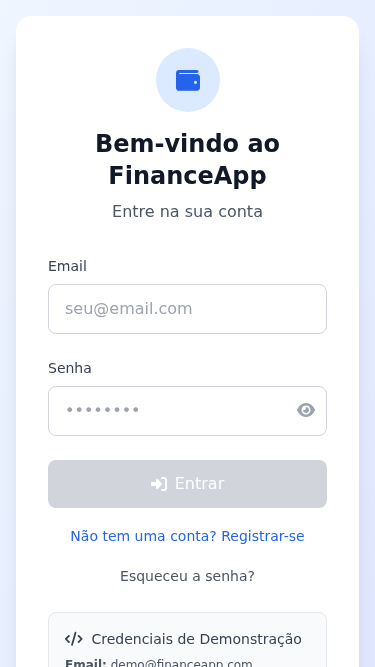 Bem-vindo ao
FinanceApp
Entre na sua conta
Email
seu@email.com
Senha
••••••••
Entrar
Não tem uma conta? Registrar-se
Esqueceu a senha?
Credenciais de Demonstração
Email: demo@financeapp.com